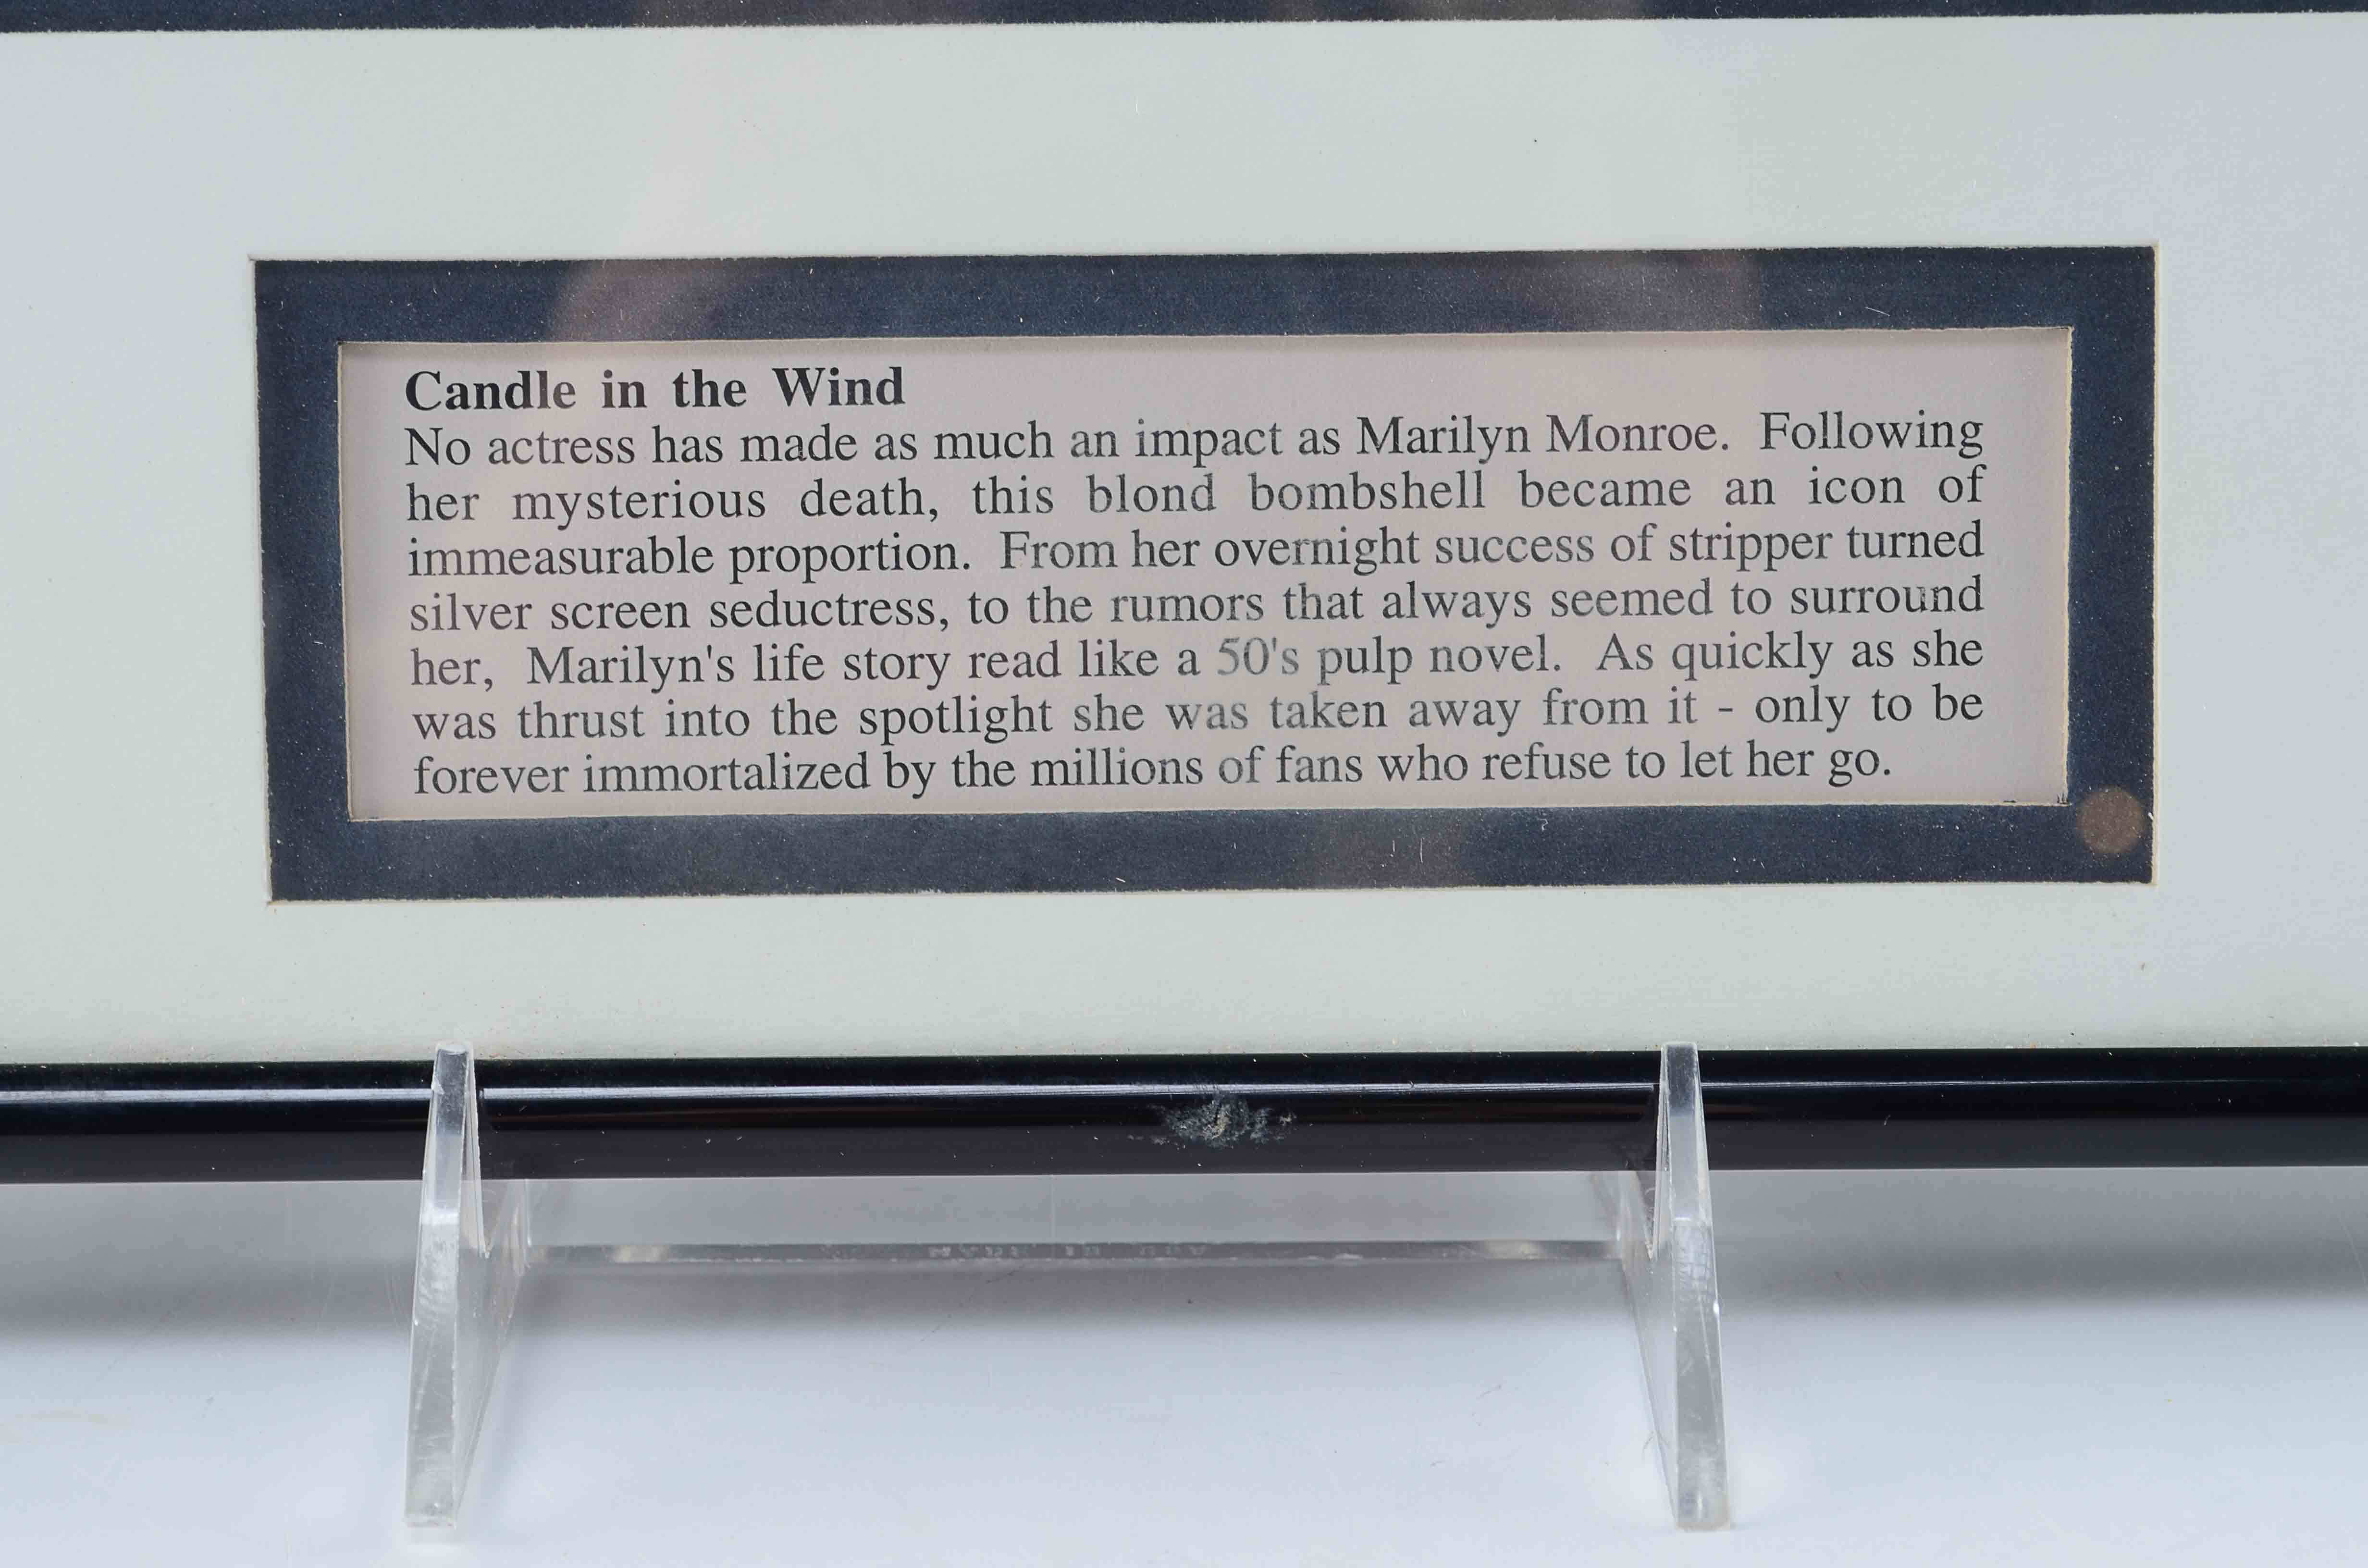 Candle in the Wind
No actress has made as much an impact as Marilyn Monroe. Following
her mysterious death, this blond bombshell became an icon of
immeasurable proportion. From her overnight success of stripper turned
silver screen seductress, to the rumors that always seemed to surround
her, Marilyn's life story read like a 50's pulp novel. As quickly as she
was thrust into the spotlight she was taken away from it - only to be
forever immortalized by the millions of fans who refuse to let her go.